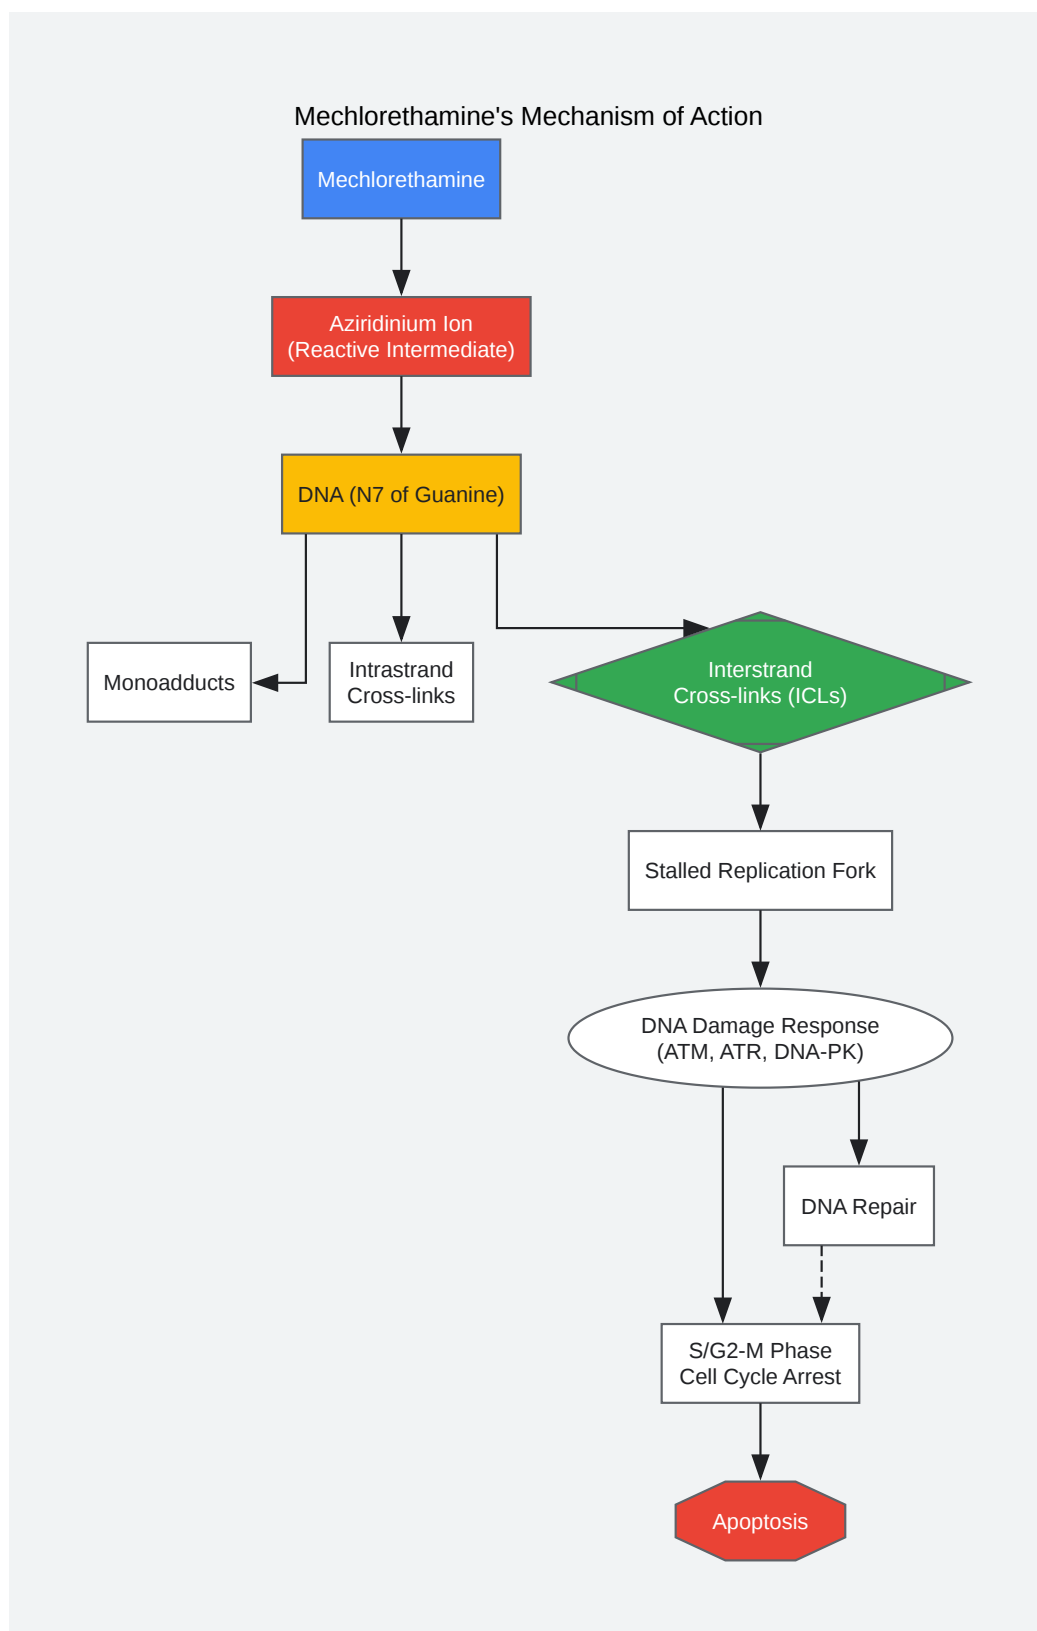 Mechlorethamine's Mechanism of Action
Mechlorethamine
Aziridinium Ion
(Reactive Intermediate)
DNA (N7 of Guanine)
Monoadducts
Intrastrand
Cross-links
Interstrand
Cross-links (ICLs)
Stalled Replication Fork
DNA Damage Response
(ATM, ATR, DNA-PK)
DNA Repair
S/G2-M Phase
Cell Cycle Arrest
Apoptosis